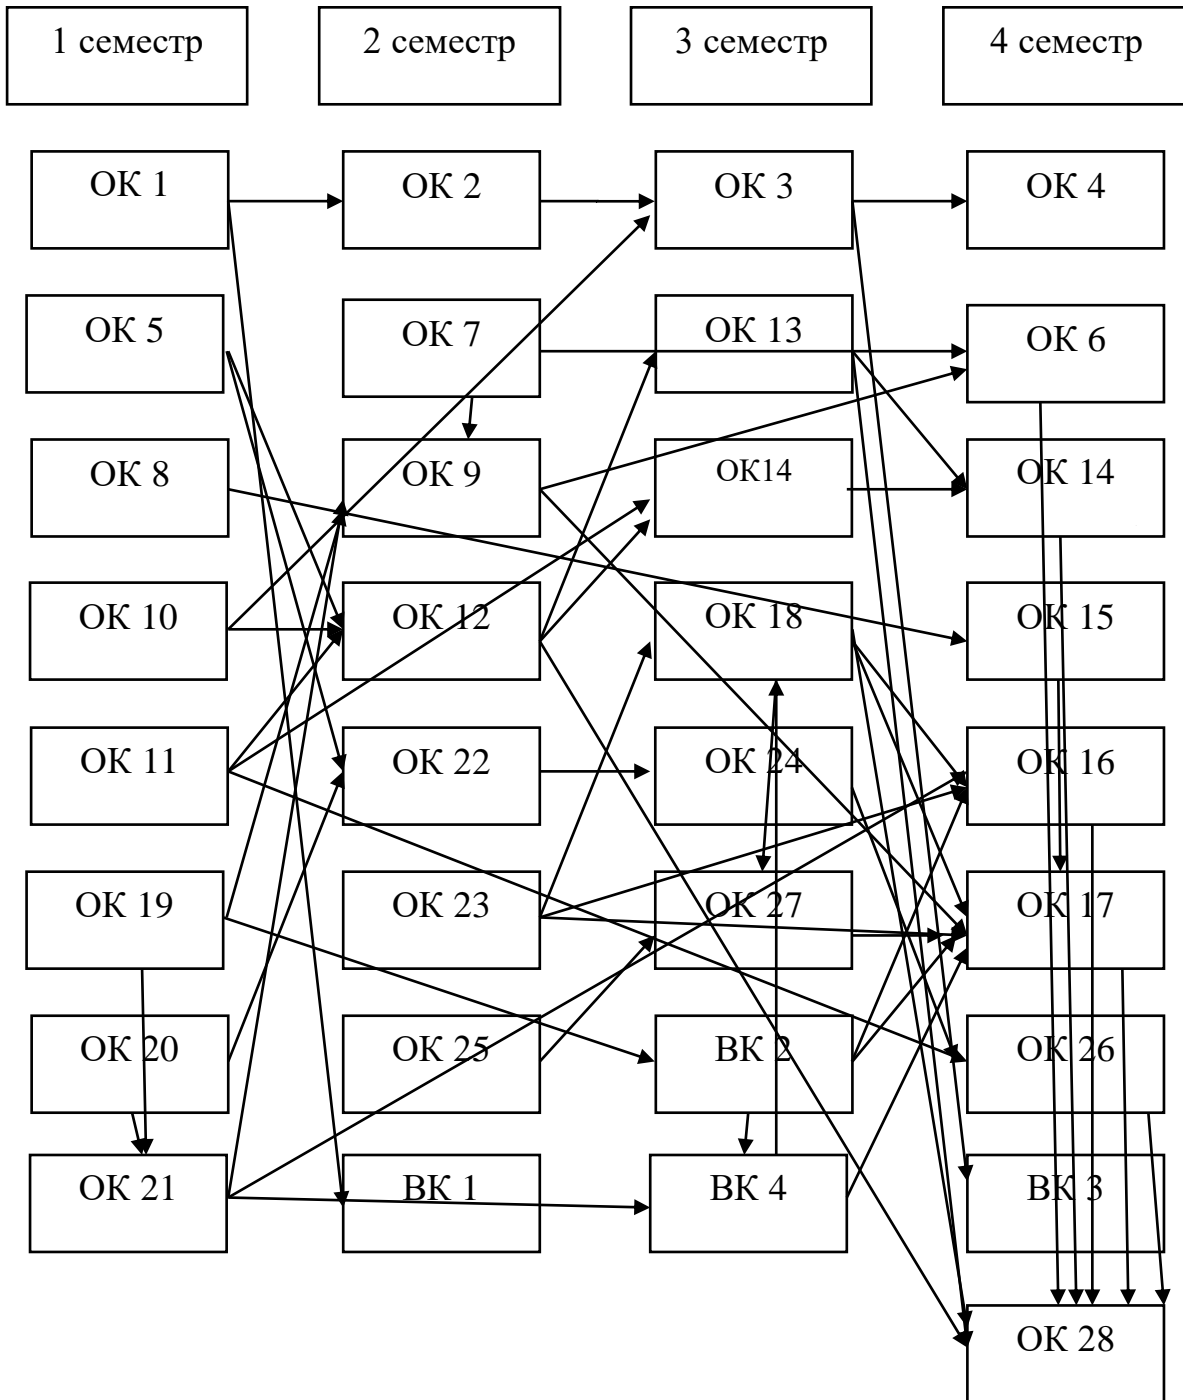 1 семестр 2 семестр 3 семестр 4 семестр
ОК 1 ОК 2 ОК 3 ОК 4
ОК 5 ОК 7 ОК 13 ОК 6
ОК 8 ОК 9 ОК14 ОК 14
ОК 10 ОК 12 ОК 18 ОК 15
ОК 11 ОК 22 ОК 24 ОК 16
ОК 19 ОК 23 ОК 27 ОК 17
ОК 20 ОК 25 ВК 2 ОК 26
ОК 21 ВК 1 ВК 4 ВК 3
ОК 28